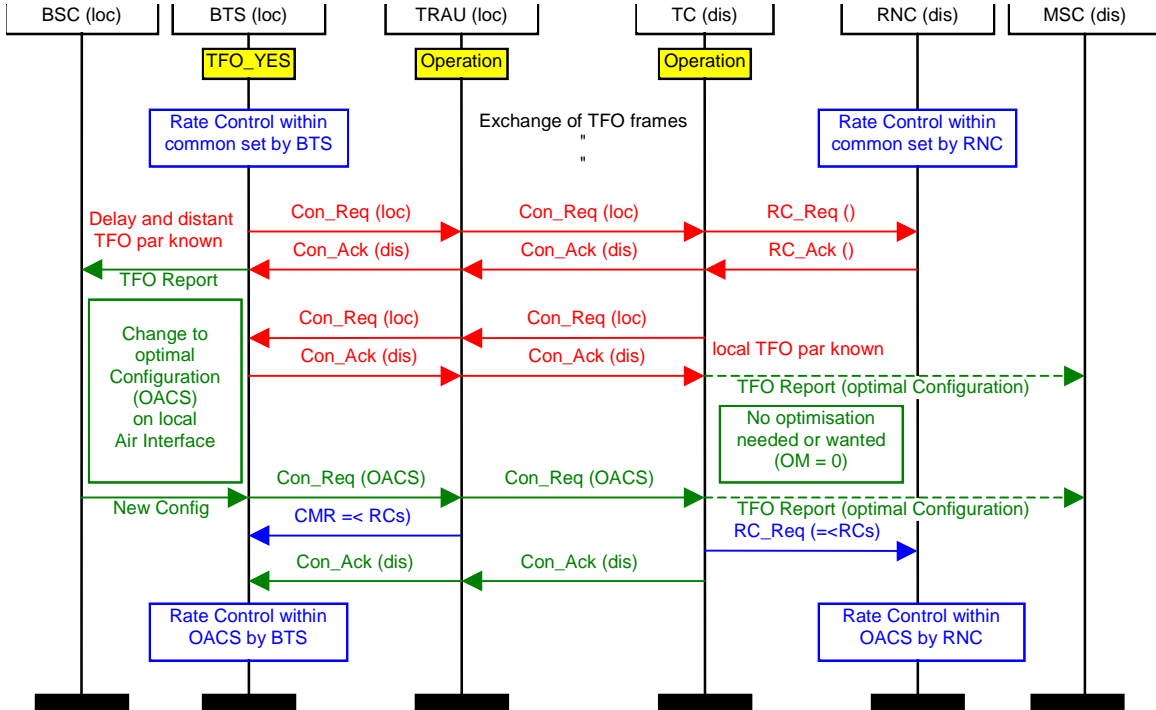 BSC (loc) BTS (loc) TRAU (loc) TC (dis) RNC (dis) MSC (dis)
TFO_YES Operation Operation
Rate Control within
common set by BTS
Exchange of TFO frames
"
"
Rate Control within
common set by RNC
Delay and distant
TFO par known
Con_Req (loc) Con_Req (loc) RC_Req ()
Con_Ack (dis) Con_Ack (dis) RC_Ack ()
TFO Report
Change to
optimal
Configuration
(OACS)
on local
Air Interface
Con_Req (loc) Con_Req (loc)
Con_Ack (dis) Con_Ack (dis) local TFO par known
TFO Report (optimal Configuration)
No optimisation
needed or wanted
(OM = 0)
Con_Req (OACS) Con_Req (OACS)
New Config TFO Report (optimal Configuration)
CMR =< RCs) RC_Req (=<RCs)
Con_Ack (dis) Con_Ack (dis)
Rate Control within
OACS by BTS
Rate Control within
OACS by RNC